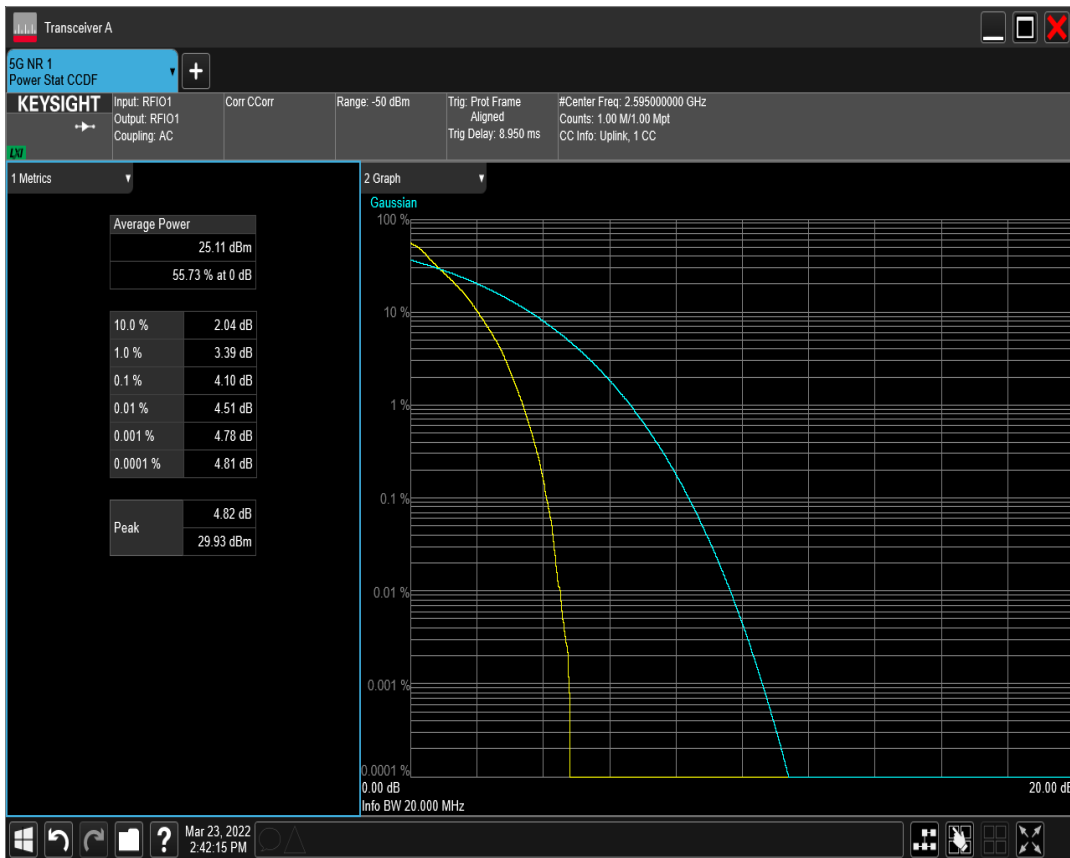 Transceiver A
5G NR 1
Power Stat CCDF
KEYSIGHT
LXI
Input: RFIO1
Output: RFIO1
Coupling: AC
Corr CCorr
Range: -50 dBm
Trig: Prot Frame
Aligned
Trig Delay: 8.950 ms
#Center Freq: 2.595000000 GHz
Counts: 1.00 M/1.00 Mpt
CC Info: Uplink, 1 CC
1 Metrics
Average Power
25.11 dBm
55.73 % at 0 dB
10.0 % 2.04 dB
1.0 % 3.39 dB
0.1 % 4.10 dB
0.01 % 4.51 dB
0.001 % 4.78 dB
0.0001 % 4.81 dB
Peak 4.82 dB
29.93 dBm
2 Graph
Gaussian
100 %
10 %
1 %
0.1 %
0.01 %
0.001 %
0.0001 %
0.00 dB 20.00 dB
Info BW 20.000 MHz
Mar 23, 2022
2:42:15 PM